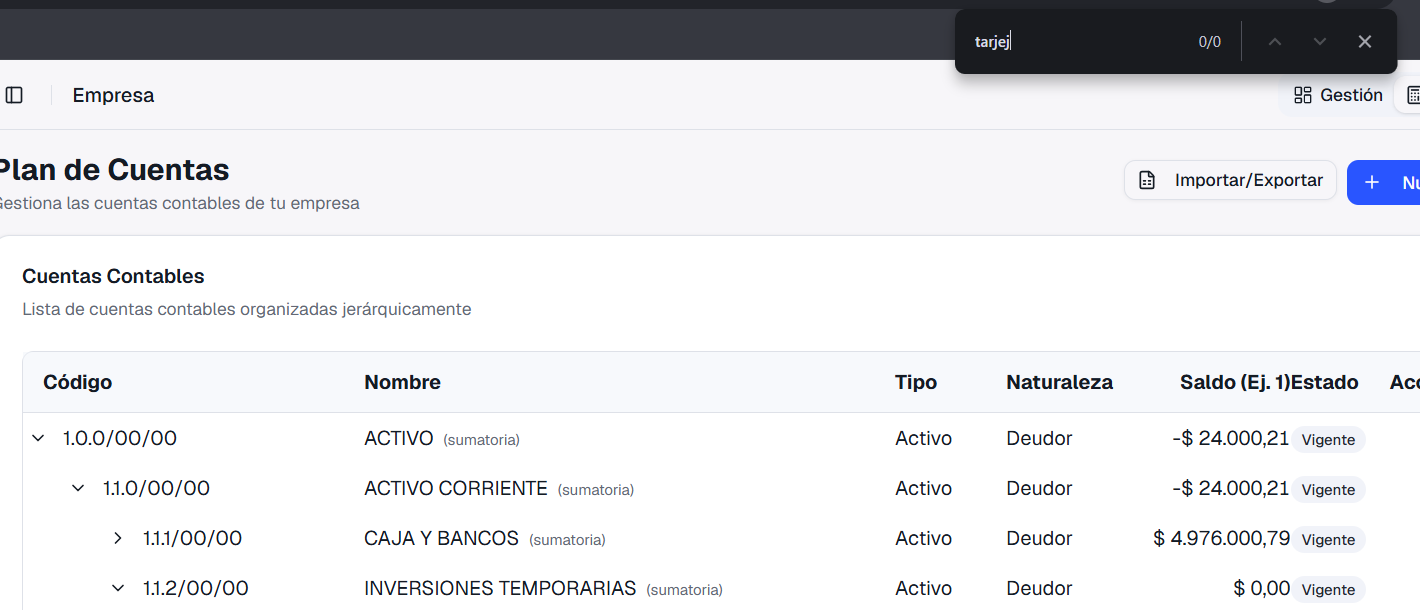 tarjej 0/0
Empresa
Gestión
Plan de Cuentas
Gestiona las cuentas contables de tu empresa
Importar/Exportar
Cuentas Contables
Lista de cuentas contables organizadas jerárquicamente
Código Nombre Tipo Naturaleza Saldo (Ej. 1)Estado
1.0.0/00/00 ACTIVO (sumatoria) Activo Deudor -$ 24.000,21 Vigente
1.1.0/00/00 ACTIVO CORRIENTE (sumatoria) Activo Deudor -$ 24.000,21 Vigente
1.1.1/00/00 CAJA Y BANCOS (sumatoria) Activo Deudor $ 4.976.000,79 Vigente
1.1.2/00/00 INVERSIONES TEMPORARIAS (sumatoria) Activo Deudor $ 0,00 Vigente